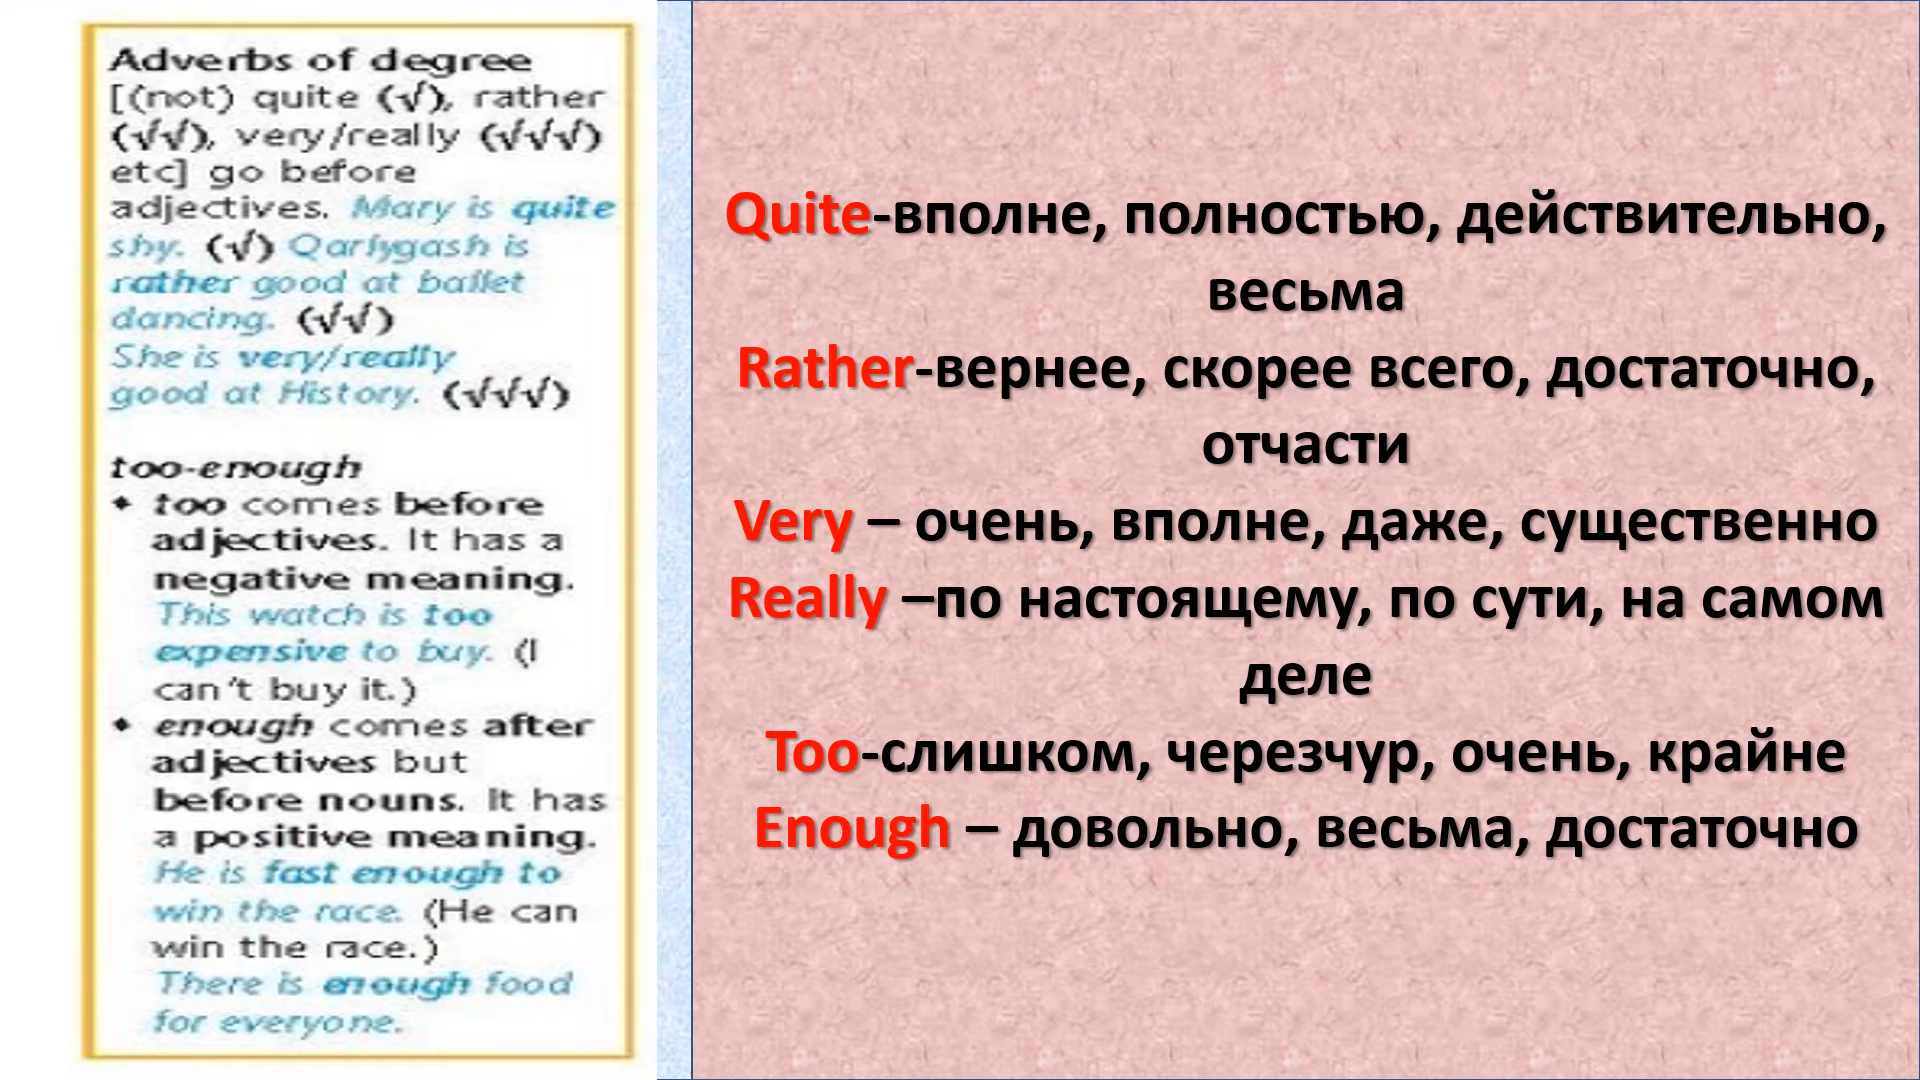 Adverbs of degree
[(not) quite (√), rather
(√√), very/really (√√√)
etc] go before
adjectives. Mary is quite
shy. (√) Qarlygash is
rather good at ballet
dancing. (√√)
She is very/really
good at History. (√√√)
too-enough
♦ too comes before
adjectives. It has a
negative meaning.
This watch is too
expensive to buy. (I
can't buy it.)
♦ enough comes after
adjectives but
before nouns. It has
a positive meaning.
He is fast enough to
win the race. (He can
win the race.)
There is enough food
for everyone.
Quite-вполне, полностью, действительно,
весьма
Rather-вернее, скорее всего, достаточно,
отчасти
Very – очень, вполне, даже, существенно
Really –по настоящему, по сути, на самом
деле
Too-слишком, черезчур, очень, крайне
Enough – довольно, весьма, достаточно